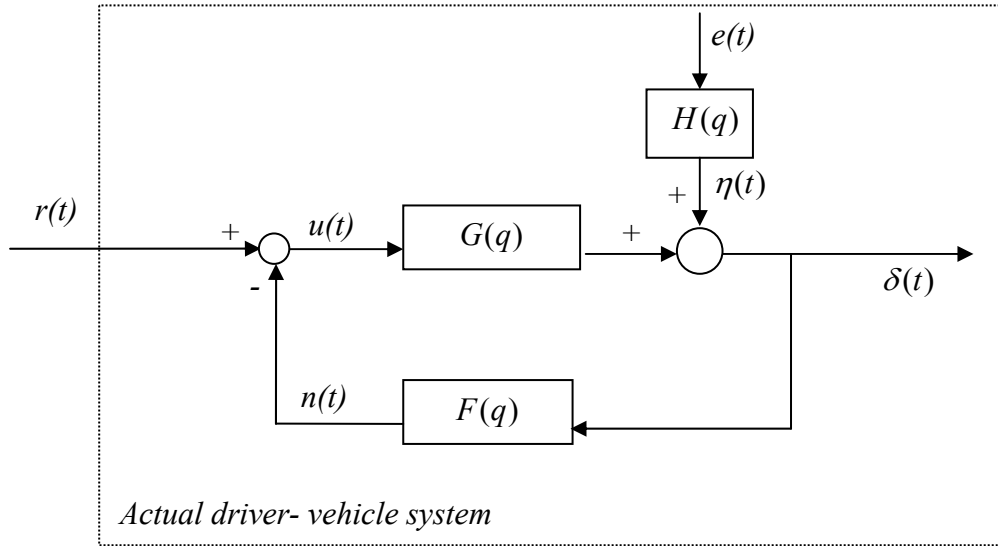 e(t)
H(q)
+ η(t)
r(t)
+ u(t) G(q) +
-
δ(t)
n(t) F(q)
Actual driver- vehicle system